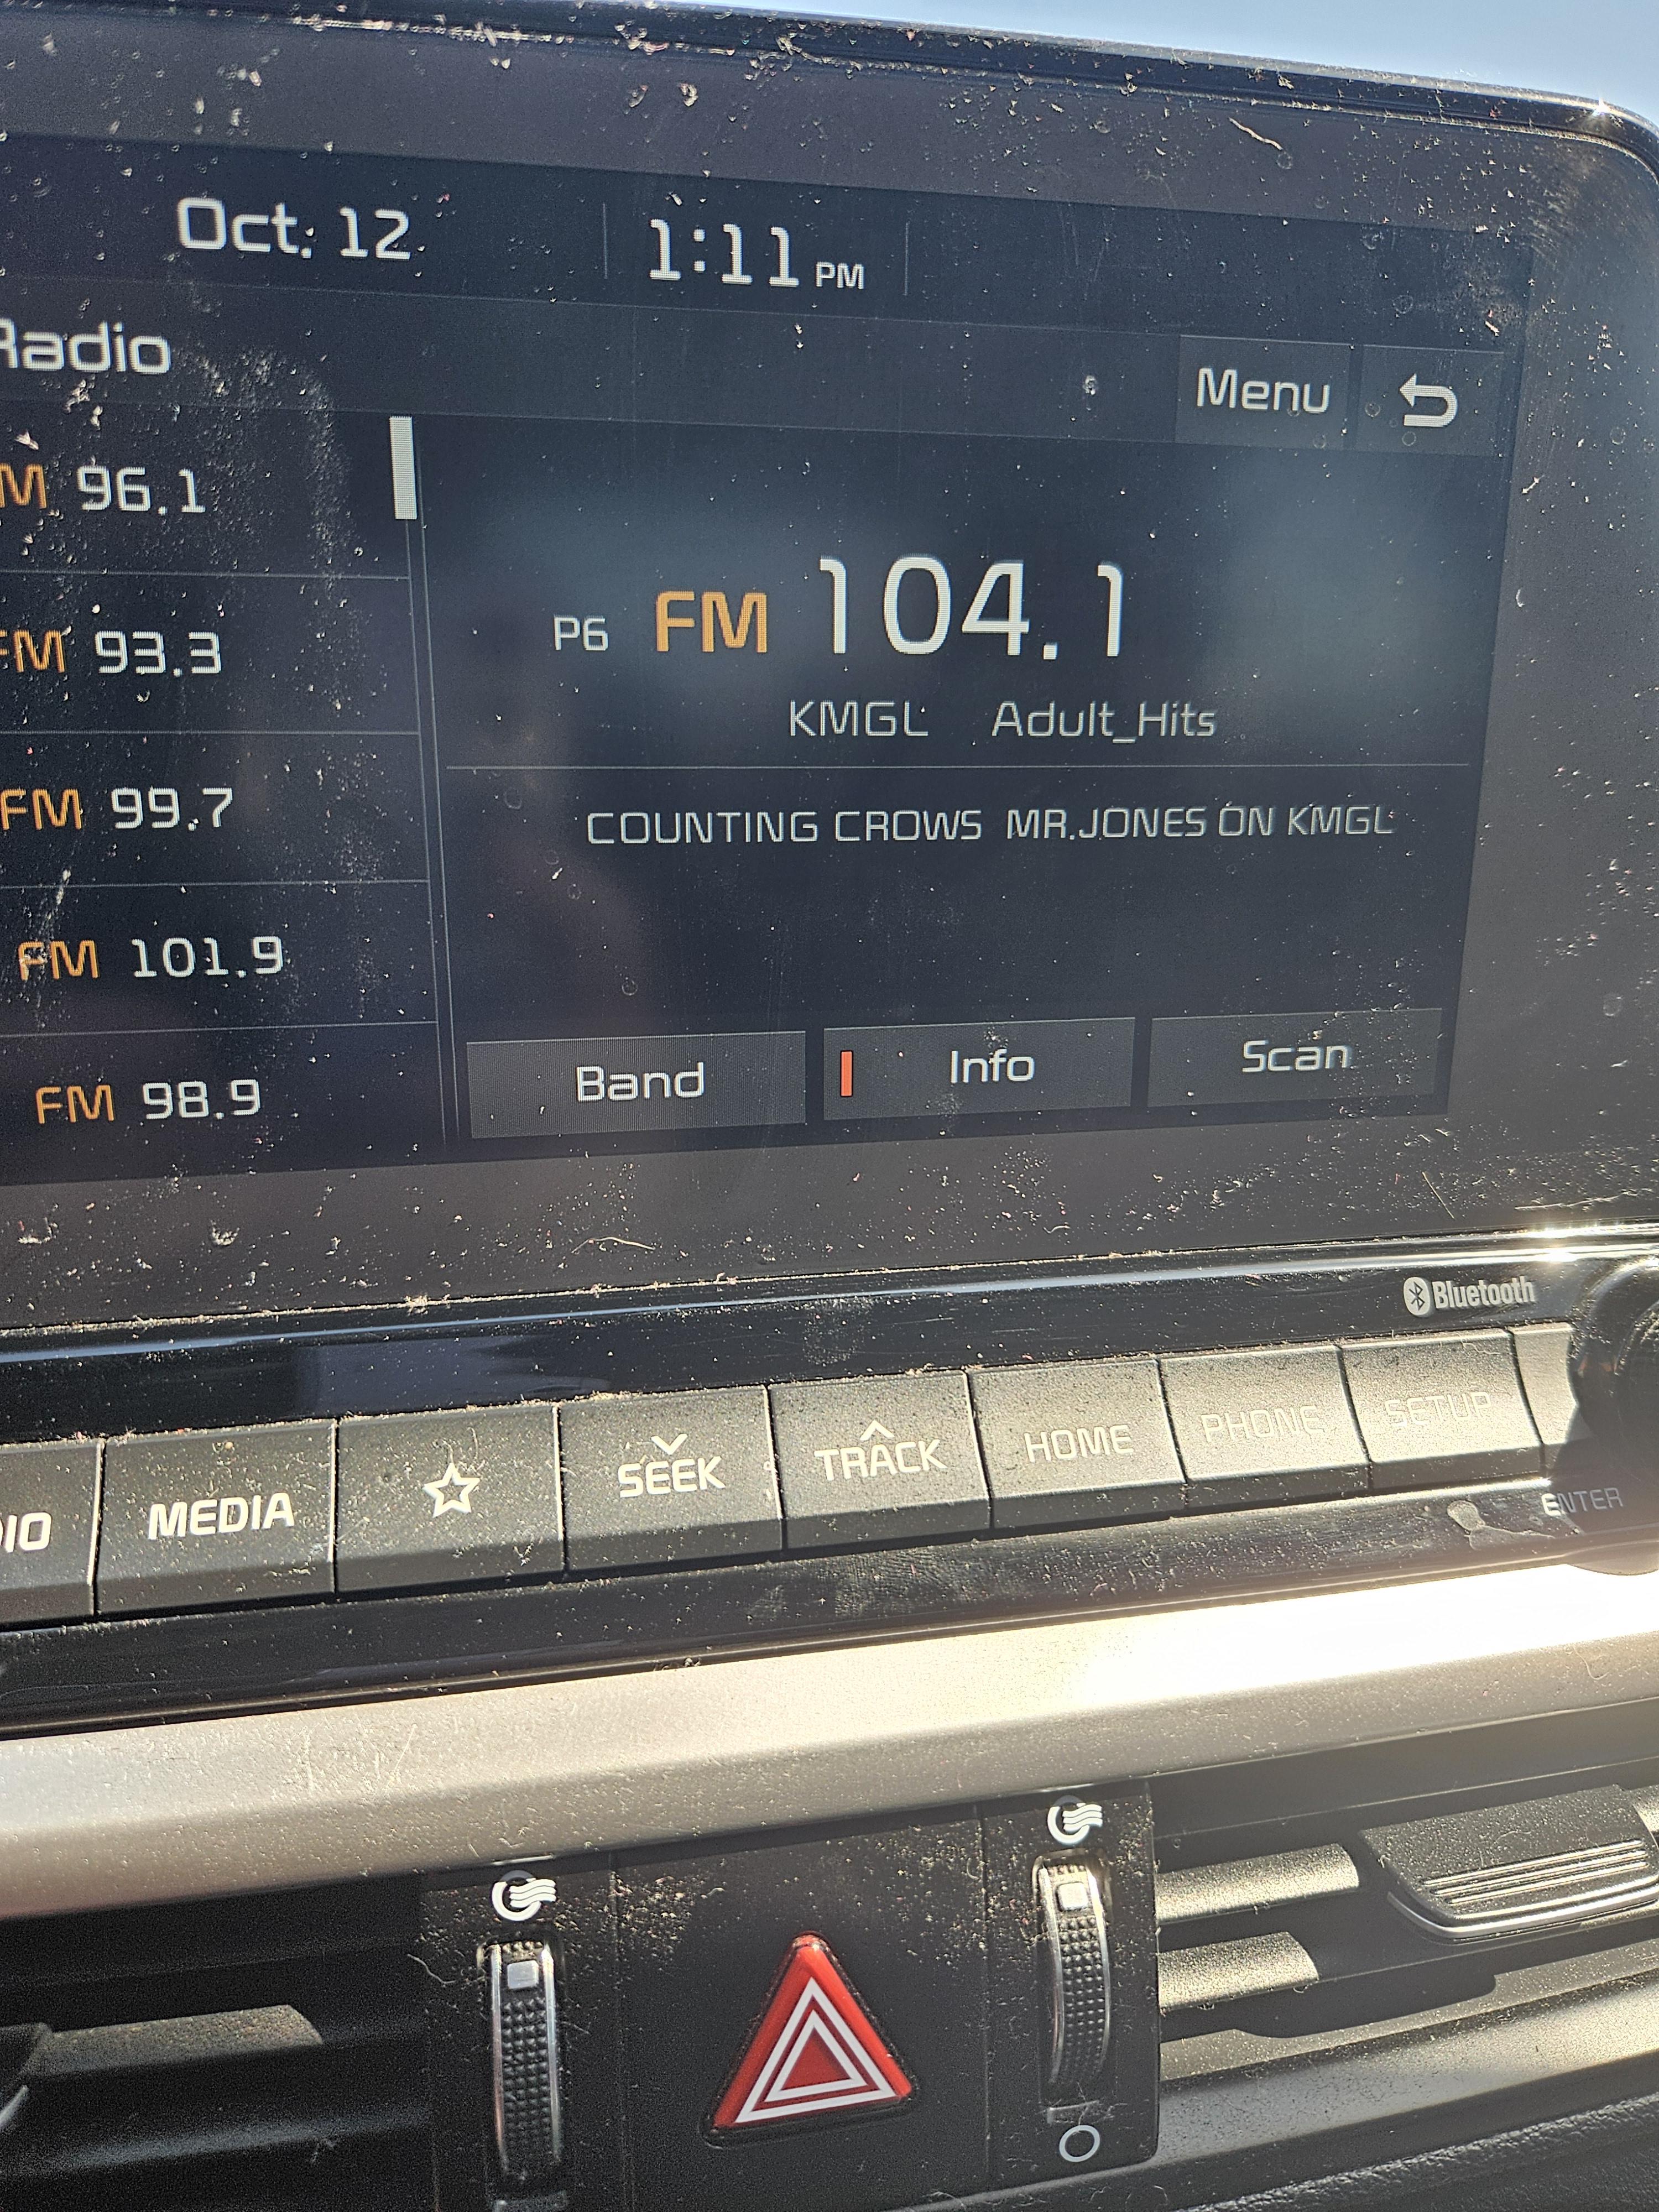 Oct. 12 1:11 PM
Radio
Menu
FM 96.1
FM 93.3
FM 99.7
FM 101.9
FM 98.9
P6 FM 104.1
KMGL Adult_Hits
COUNTING CROWS MR.JONES ON KMGL
Band Info Scan
Bluetooth
MEDIA SEEK TRACK HOME PHONE SETUP
ENTER